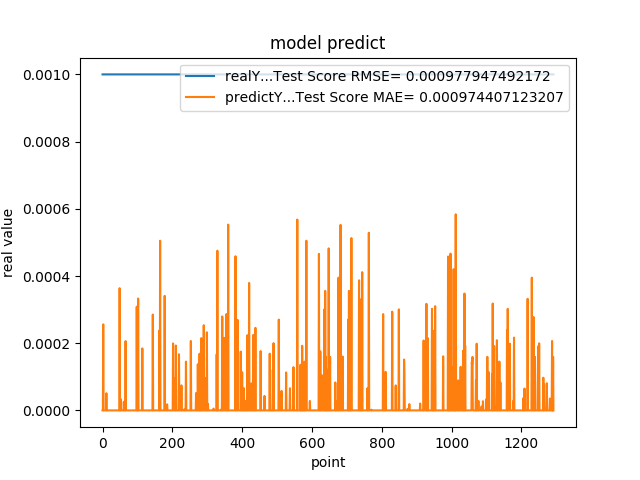 model predict
realY...Test Score RMSE= 0.000977947492172
predictY...Test Score MAE= 0.000974407123207
real value
0.0010
0.0008
0.0006
0.0004
0.0002
0.0000
0 200 400 600 800 1000 1200
point